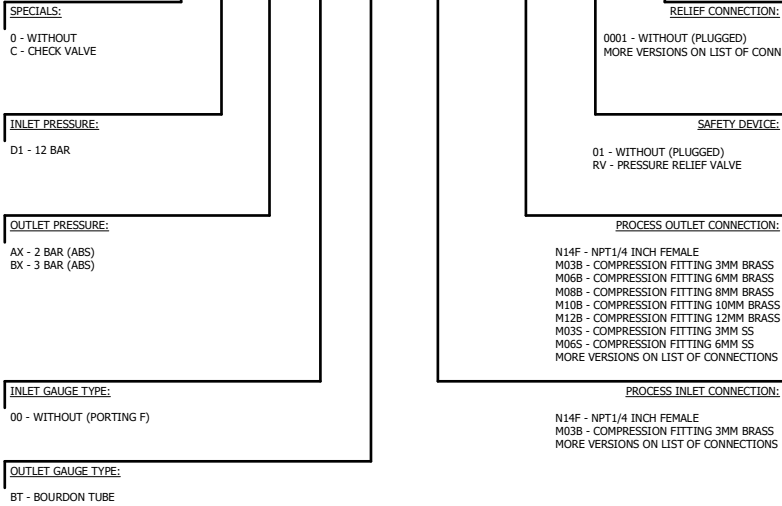 SPECIALS:
0 - WITHOUT
C - CHECK VALVE
INLET PRESSURE:
D1 - 12 BAR
OUTLET PRESSURE:
AX - 2 BAR (ABS)
BX - 3 BAR (ABS)
INLET GAUGE TYPE:
00 - WITHOUT (PORTING F)
OUTLET GAUGE TYPE:
BT - BOURDON TUBE
RELIEF CONNECTION:
0001 - WITHOUT (PLUGGED)
MORE VERSIONS ON LIST OF CONN
SAFETY DEVICE:
01 - WITHOUT (PLUGGED)
RV - PRESSURE RELIEF VALVE
PROCESS OUTLET CONNECTION:
N14F - NPT1/4 INCH FEMALE
M03B - COMPRESSION FITTING 3MM BRASS
M06B - COMPRESSION FITTING 6MM BRASS
M08B - COMPRESSION FITTING 8MM BRASS
M10B - COMPRESSION FITTING 10MM BRASS
M12B - COMPRESSION FITTING 12MM BRASS
M03S - COMPRESSION FITTING 3MM SS
M06S - COMPRESSION FITTING 6MM SS
MORE VERSIONS ON LIST OF CONNECTIONS
PROCESS INLET CONNECTION:
N14F - NPT1/4 INCH FEMALE
M03B - COMPRESSION FITTING 3MM BRASS
MORE VERSIONS ON LIST OF CONNECTIONS